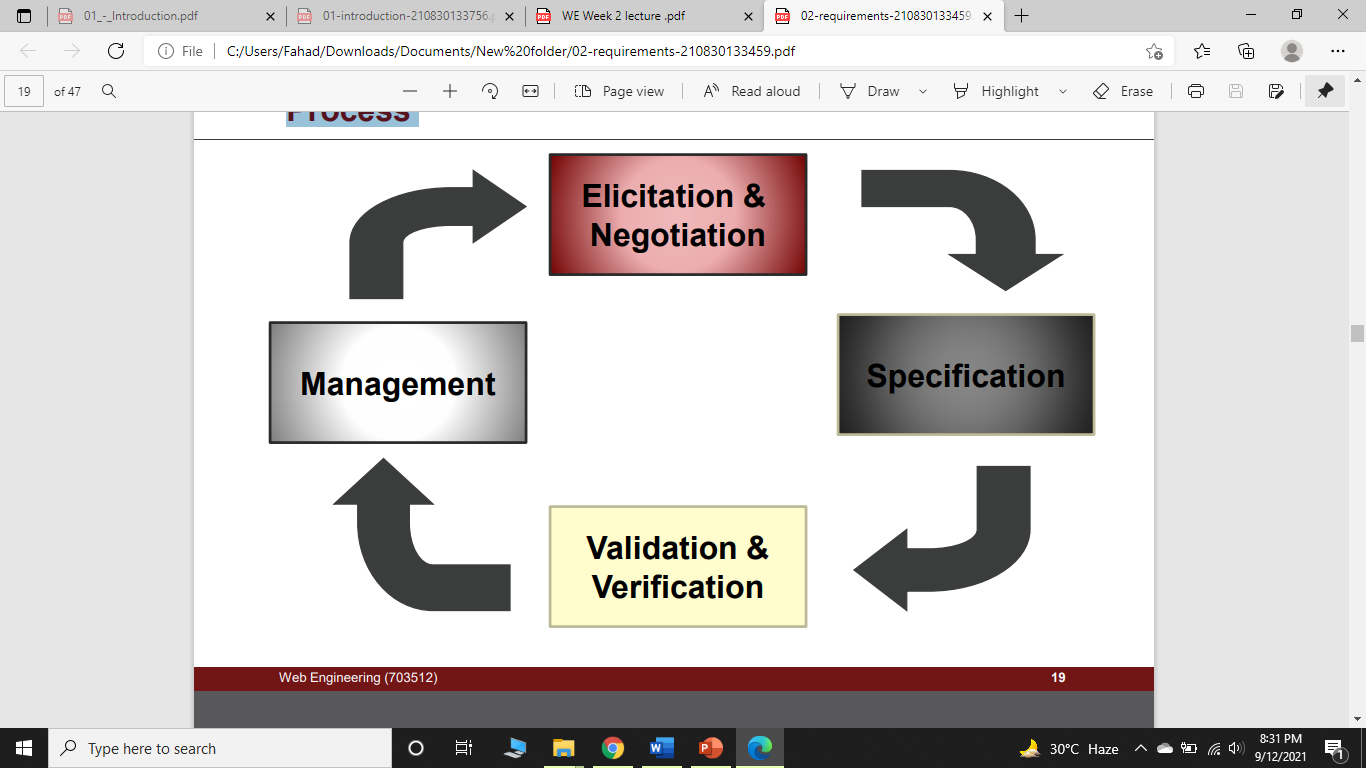 01_-_Introduction.pdf
01-introduction-210830133756.p
WE Week 2 lecture .pdf
02-requirements-210830133459
File
C:/Users/Fahad/Downloads/Documents/New%20folder/02-requirements-210830133459.pdf
19
of 47
Page view
Read aloud
Draw
Highlight
Erase
Process
Elicitation &
Negotiation
Management
Specification
Validation &
Verification
Web Engineering (703512)
19
Type here to search
30°C Haze
8:31 PM
9/12/2021
1